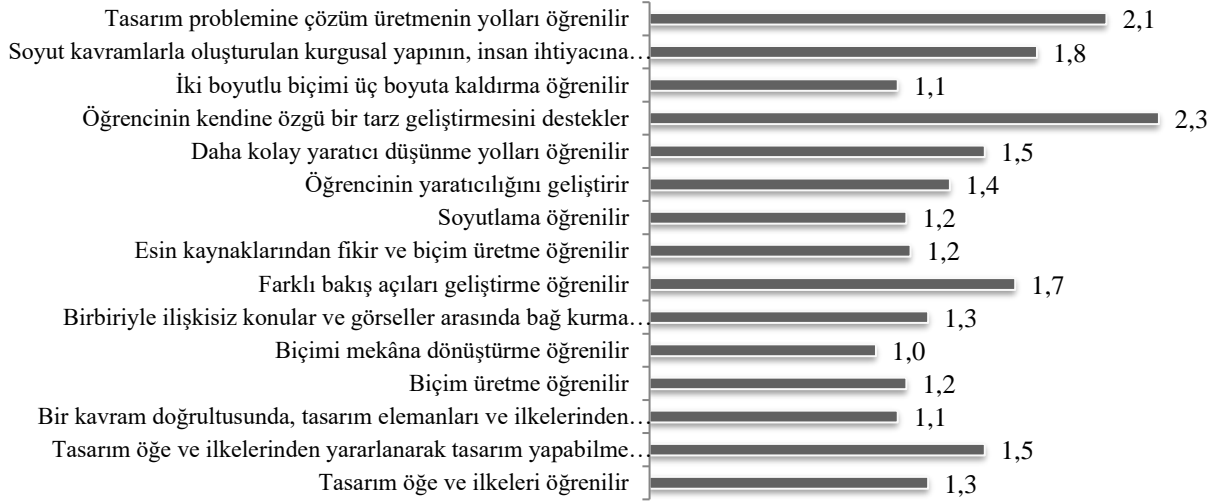 Tasarım problemine çözüm üretmenin yolları öğrenilir 2,1
Soyut kavramlarla oluşturulan kurgusal yapının, insan ihtiyacına… 1,8
İki boyutlu biçimi üç boyuta kaldırma öğrenilir 1,1
Öğrencinin kendine özgü bir tarz geliştirmesini destekler 2,3
Daha kolay yaratıcı düşünme yolları öğrenilir 1,5
Öğrencinin yaratıcılığını geliştirir 1,4
Soyutlama öğrenilir 1,2
Esin kaynaklarından fikir ve biçim üretme öğrenilir 1,2
Farklı bakış açıları geliştirme öğrenilir 1,7
Birbiriyle ilişkisiz konular ve görseller arasında bağ kurma… 1,3
Biçimi mekâna dönüştürme öğrenilir 1,0
Biçim üretme öğrenilir 1,2
Bir kavram doğrultusunda, tasarım elemanları ve ilkelerinden… 1,1
Tasarım öğe ve ilkelerinden yararlanarak tasarım yapabilme… 1,5
Tasarım öğe ve ilkeleri öğrenilir 1,3